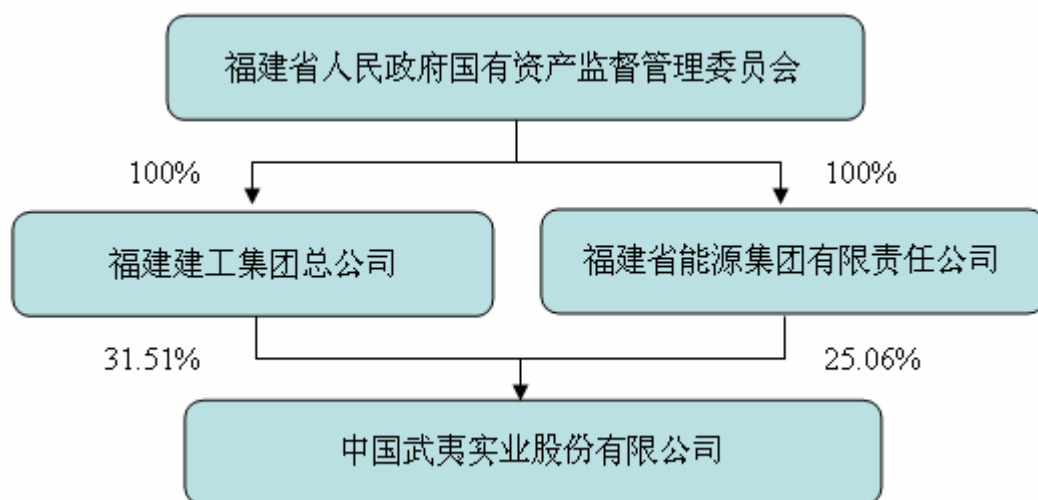 福建省人民政府国有资产监督管理委员会
100%
100%
福建建工集团总公司
福建省能源集团有限责任公司
31.51%
25.06%
中国武夷实业股份有限公司